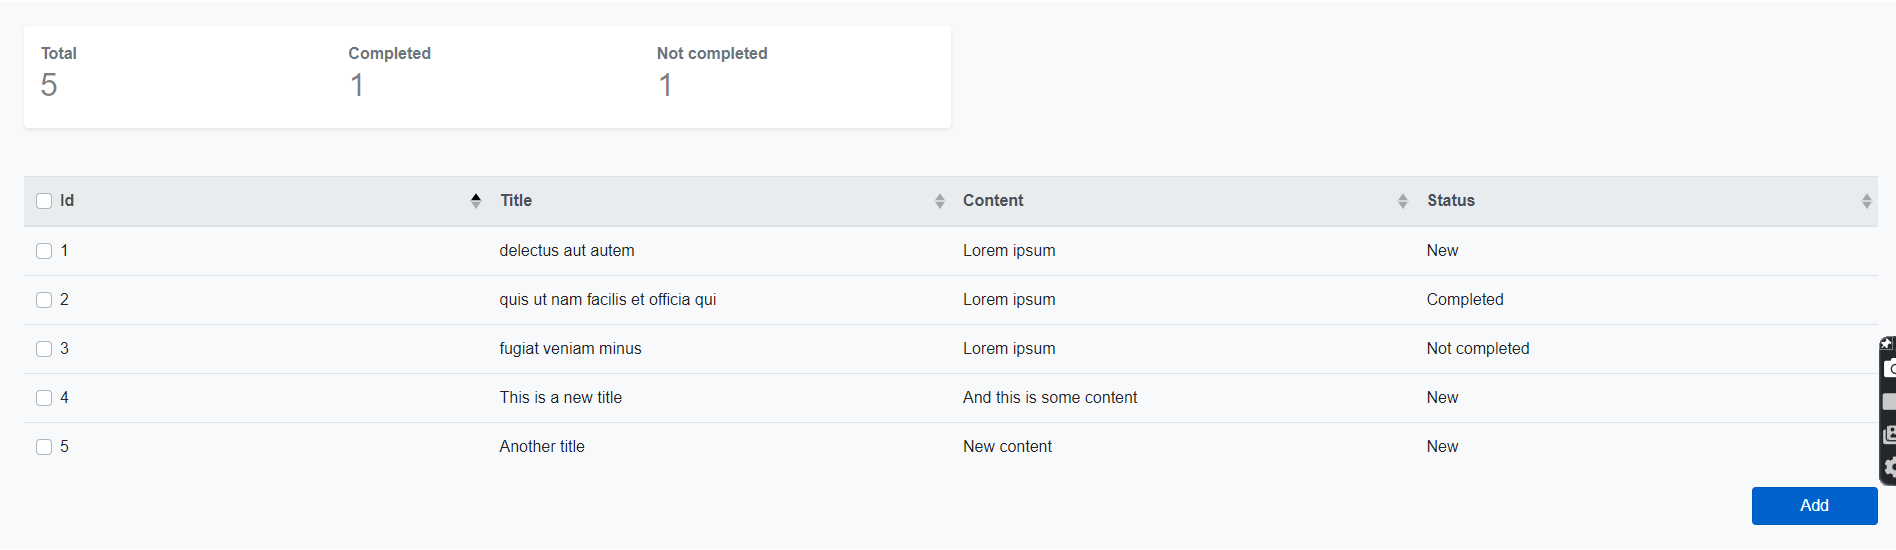 Total Completed Not completed
5 1 1
Id Title Content Status
1 delectus aut autem Lorem ipsum New
2 quis ut nam facilis et officia qui Lorem ipsum Completed
3 fugiat veniam minus Lorem ipsum Not completed
4 This is a new title And this is some content New
5 Another title New content New
Add